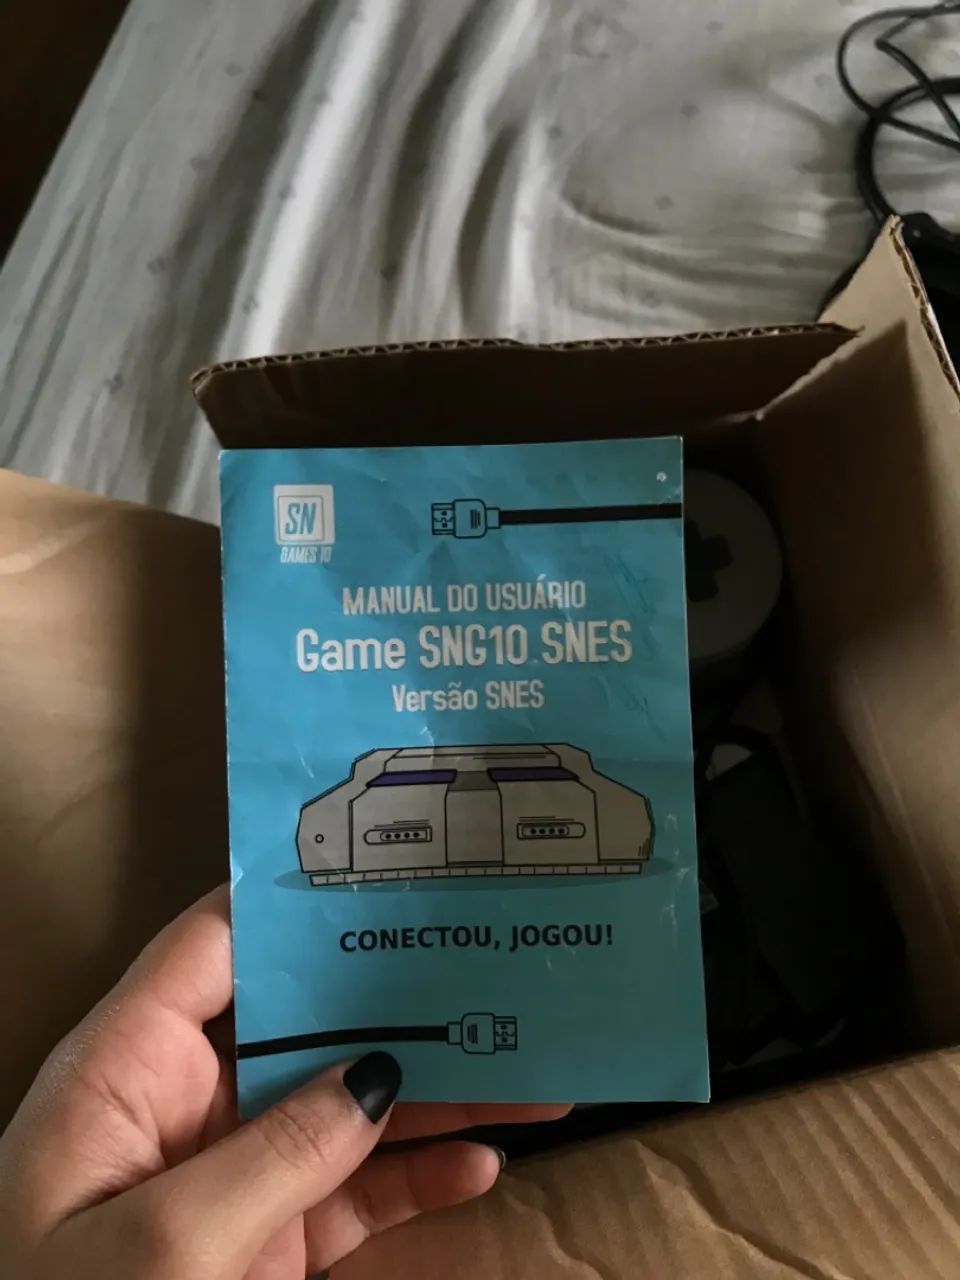 SN
GAMES 10
MANUAL DO USUÁRIO
Game SNG10 SNES
Versão SNES
CONECTOU, JOGOU!